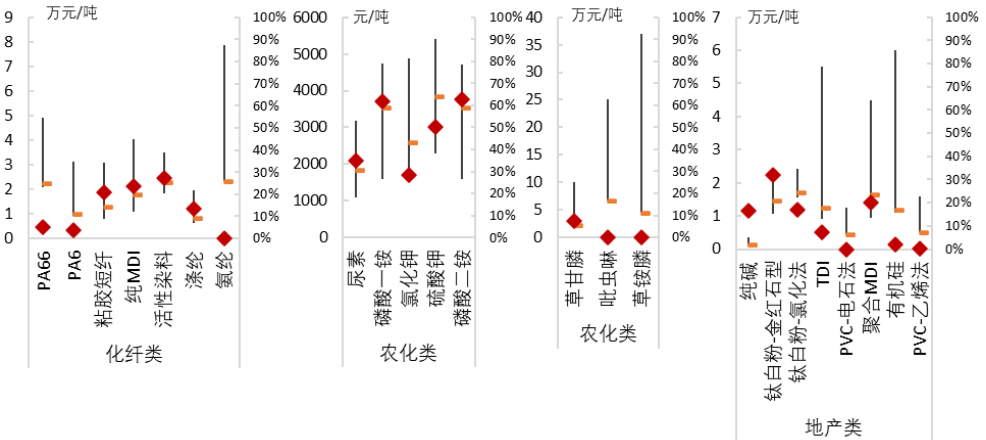 万元/吨
9
8
7
6
5
4
3
2
1
0
100%
90%
80%
70%
60%
50%
40%
30%
20%
10%
0%
PA66
PA6
粘胶短纤
纯MDI
活性染料
涤纶
氨纶
化纤类
元/吨
6000
5000
4000
3000
2000
1000
0
100%
90%
80%
70%
60%
50%
40%
30%
20%
10%
0%
尿素
磷酸一铵
氯化钾
硫酸钾
磷酸二铵
农化类
万元/吨
40
35
30
25
20
15
10
5
0
100%
90%
80%
70%
60%
50%
40%
30%
20%
10%
0%
草甘膦
吡虫啉
草铵膦
农化类
万元/吨
7
6
5
4
3
2
1
0
100%
90%
80%
70%
60%
50%
40%
30%
20%
10%
0%
纯碱
钛白粉-金红石型
钛白粉-氯化法
TDI
PVC-电石法
聚合MDI
有机硅
PVC-乙烯法
地产类